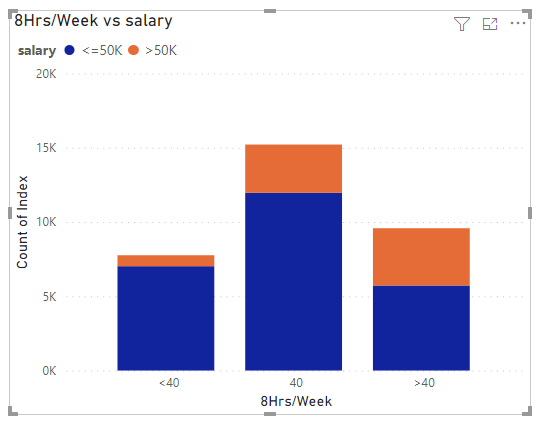 8Hrs/Week vs salary
salary <=50K >50K
20K
15K
10K
5K
0K
Count of Index
<40 40 >40
8Hrs/Week